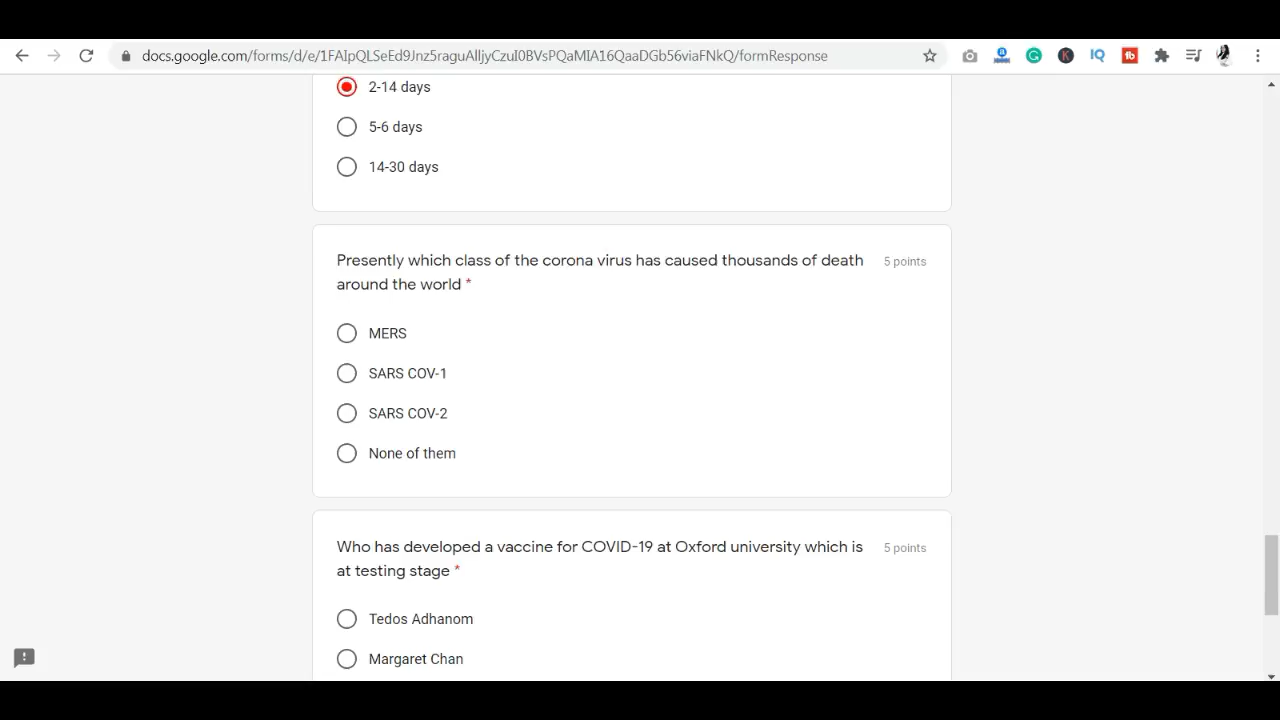 docs.google.com/forms/d/e/1FAIpQLSeEd9Jnz5raguAlljyCzuI0BVsPQaMIA16QaaDGb56viaFNkQ/formResponse
2-14 days
5-6 days
14-30 days
Presently which class of the corona virus has caused thousands of death 5 points
around the world *
MERS
SARS COV-1
SARS COV-2
None of them
Who has developed a vaccine for COVID-19 at Oxford university which is 5 points
at testing stage *
Tedos Adhanom
Margaret Chan